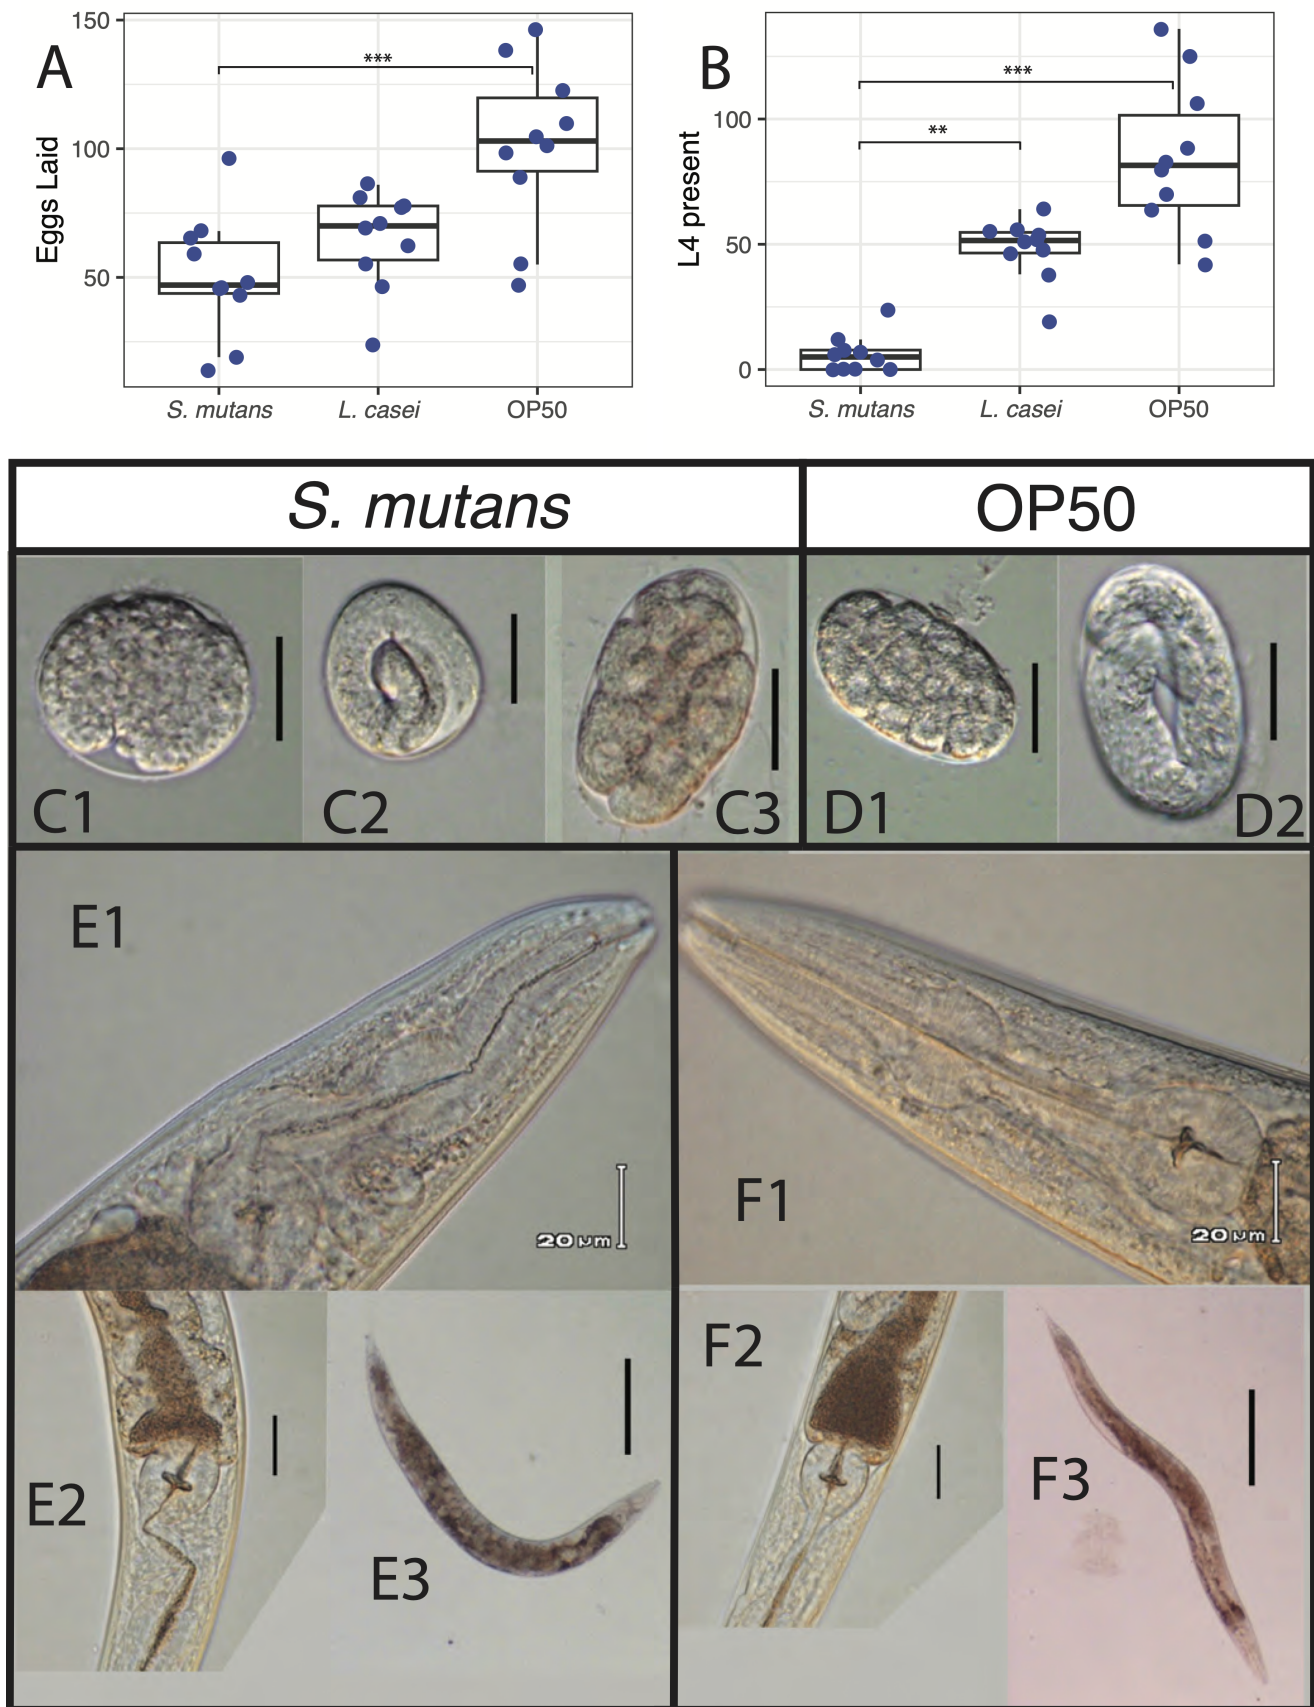 A
Eggs Laid
150
100
50
***
S. mutans
L. casei
OP50
B
L4 present
100
50
0
***
**
S. mutans
L. casei
OP50
S. mutans
OP50
C1
C2
C3
D1
D2
E1
20 µm
F1
20 µm
E2
E3
F2
F3